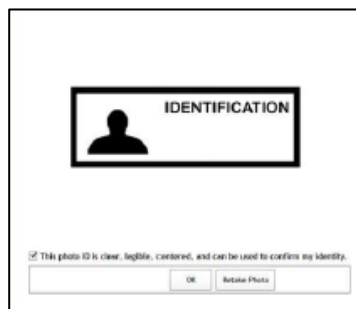 IDENTIFICATION
This photo ID is clear, legible, centered, and can be used to confirm my identity.
OK Retake Photo